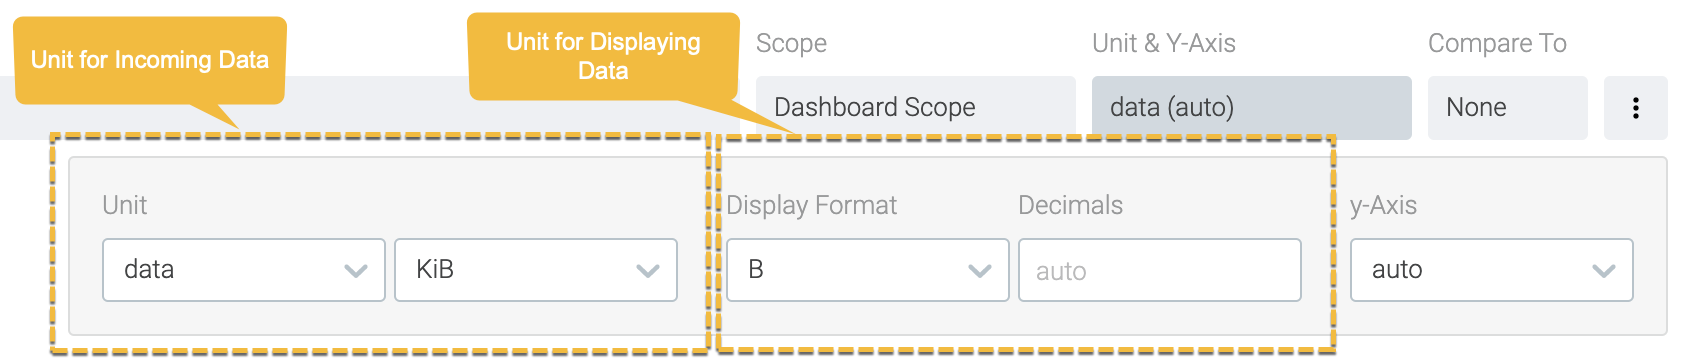 Unit for Incoming Data
Unit for Displaying
Data
Scope
Unit & Y-Axis
Compare To
Dashboard Scope
data (auto)
None
Unit
Display Format
Decimals
y-Axis
data
KiB
B
auto
auto